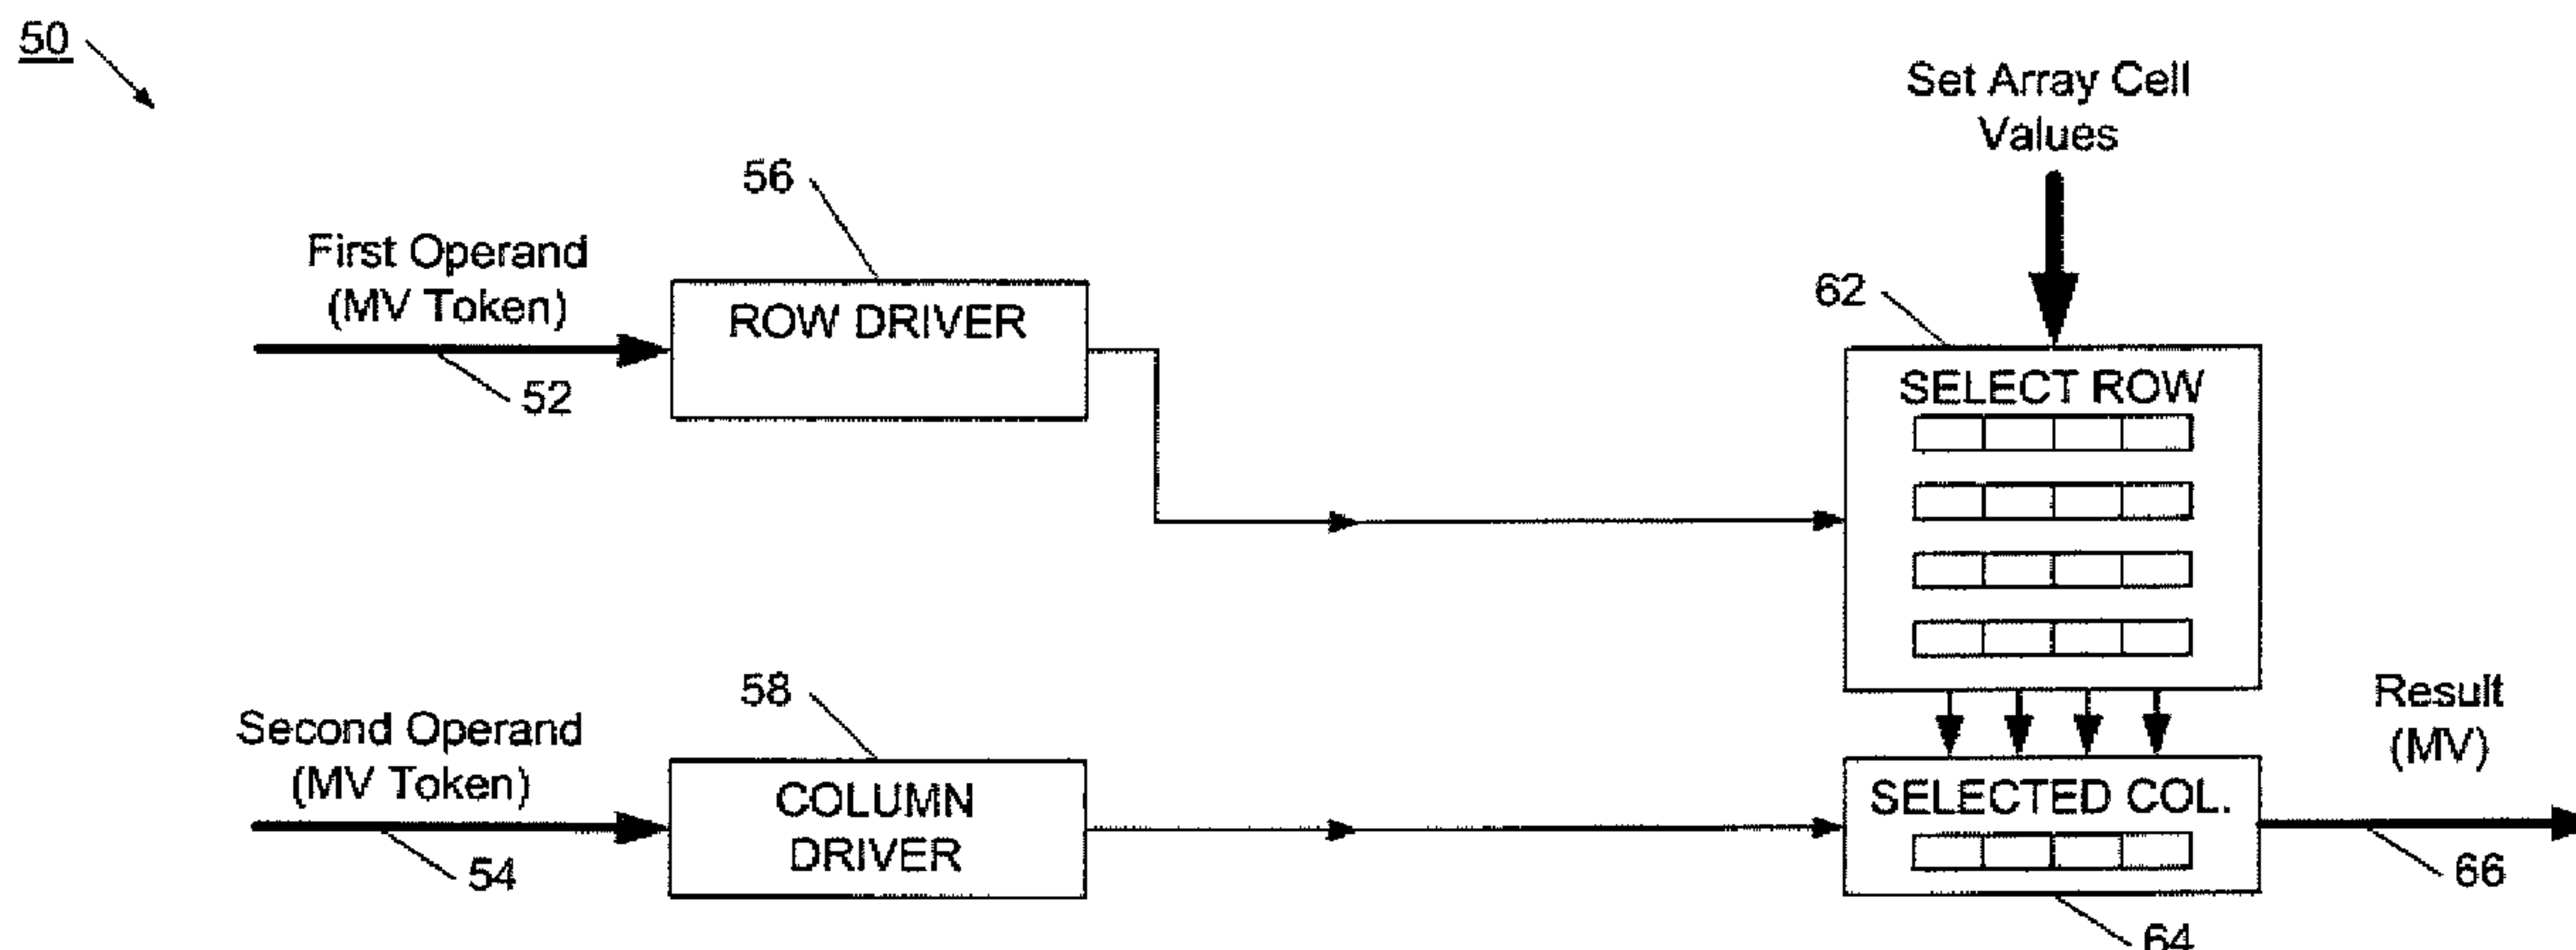 50
Set Array Cell
Values
56
First Operand
(MV Token)
ROW DRIVER
62
52
SELECT ROW
58
Second Operand
(MV Token)
Result
(MV)
COLUMN
DRIVER
SELECTED COL.
54
66
64